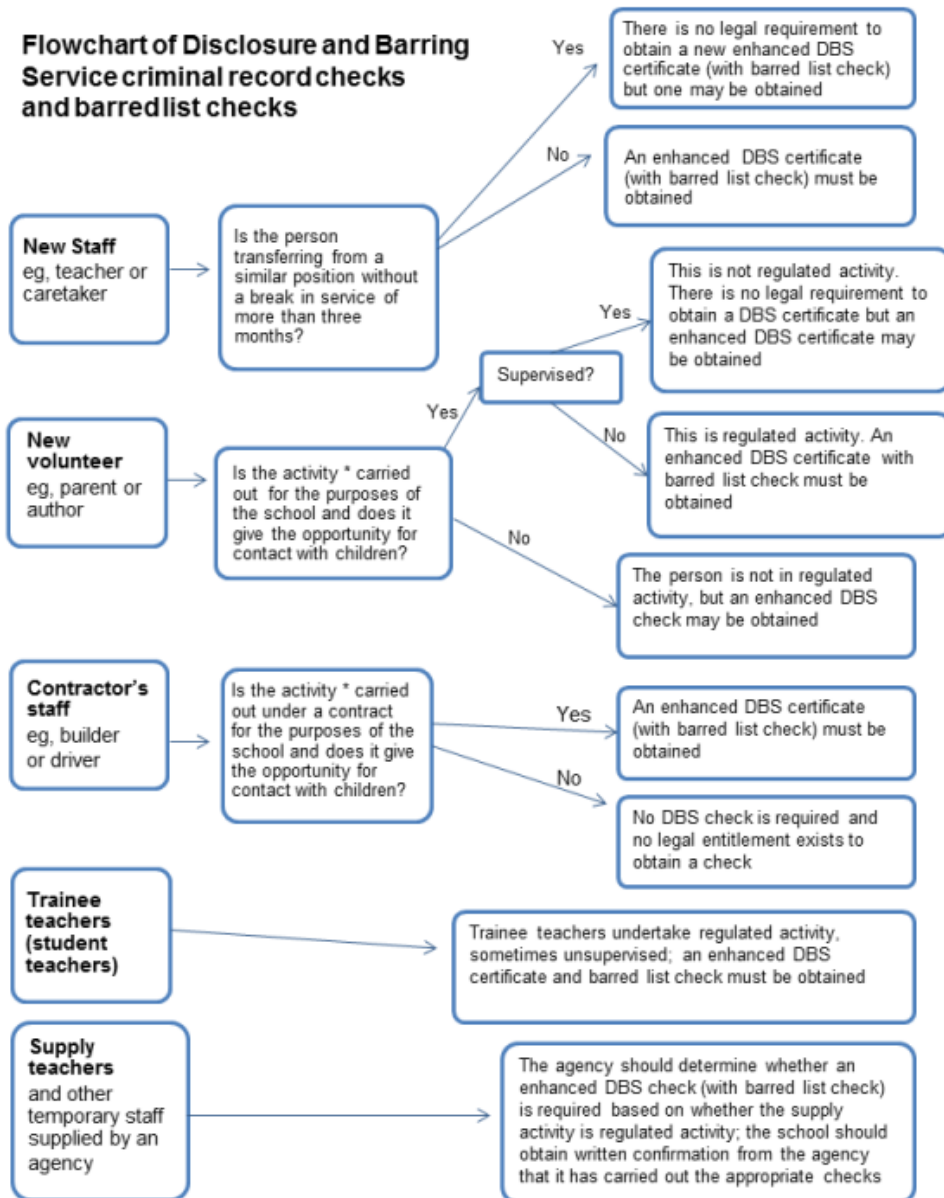 Flowchart of Disclosure and Barring
Service criminal record checks
and barred list checks
New Staff
eg, teacher or
caretaker
Is the person
transferring from a
similar position without
a break in service of
more than three
months?
Yes
There is no legal requirement to
obtain a new enhanced DBS
certificate (with barred list check)
but one may be obtained
No
An enhanced DBS certificate
(with barred list check) must be
obtained
New
volunteer
eg, parent or
author
Is the activity * carried
out for the purposes of
the school and does it
give the opportunity for
contact with children?
Yes
Supervised?
Yes
This is not regulated activity.
There is no legal requirement to
obtain a DBS certificate but an
enhanced DBS certificate may
be obtained
No
This is regulated activity. An
enhanced DBS certificate with
barred list check must be
obtained
No
The person is not in regulated
activity, but an enhanced DBS
check may be obtained
Contractor's
staff
eg, builder
or driver
Is the activity * carried
out under a contract
for the purposes of the
school and does it give
the opportunity for
contact with children?
Yes
An enhanced DBS certificate
(with barred list check) must be
obtained
No
No DBS check is required and
no legal entitlement exists to
obtain a check
Trainee
teachers
(student
teachers)
Trainee teachers undertake regulated activity,
sometimes unsupervised; an enhanced DBS
certificate and barred list check must be obtained
Supply
teachers
and other
temporary staff
supplied by an
agency
The agency should determine whether an
enhanced DBS check (with barred list check)
is required based on whether the supply
activity is regulated activity; the school should
obtain written confirmation from the agency
that it has carried out the appropriate checks